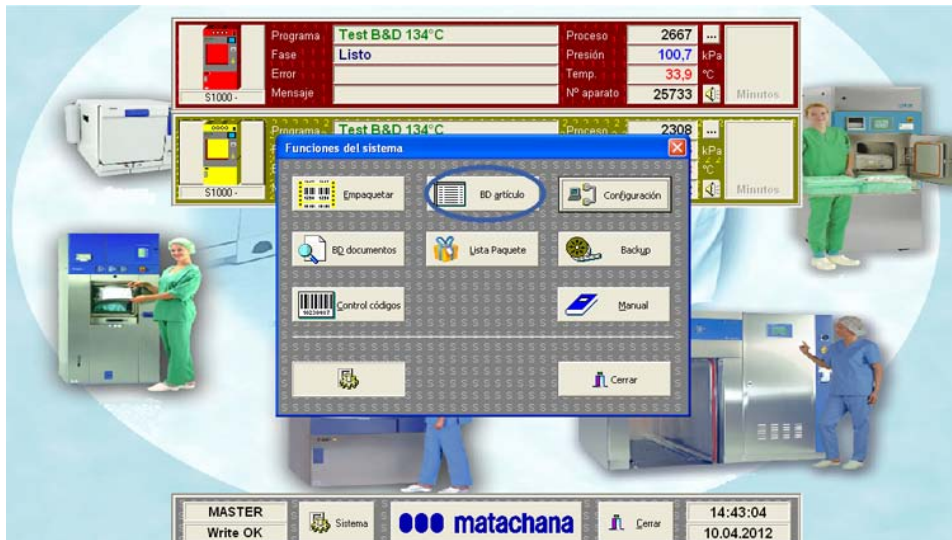 Programa Test B&D 134°C Proceso 2667 ...
Fase Listo Presión 100,7 kPa
Error Temp. 33,9 °C
Mensaje Nº aparato 25733 Minutos
S1000 -
Programa Test B&D 134°C Proceso 2308 ...
kPa
°C
Minutos
S1000 -
Funciones del sistema
Empaquetar BD artículo Configuración
BD documentos Lista Paquete Backup
Control códigos Manual
Cerrar
MASTER Sistema matachana Cerrar 14:43:04
Write OK 10.04.2012